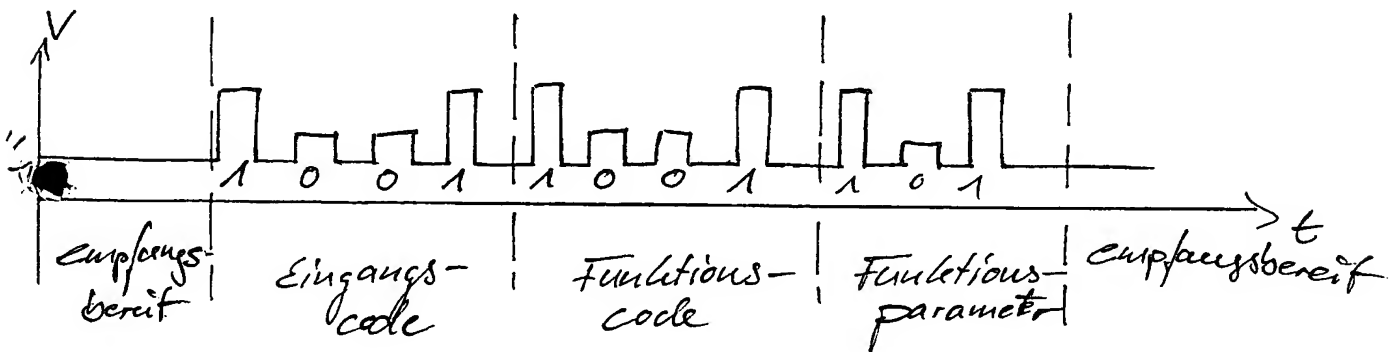 V
1 0 0 1 1 0 0 1 1 0 1
t
empfangs-
bereit
Eingangs-
code
Funktions-
code
Funktions-
parameter
empfangsbereit